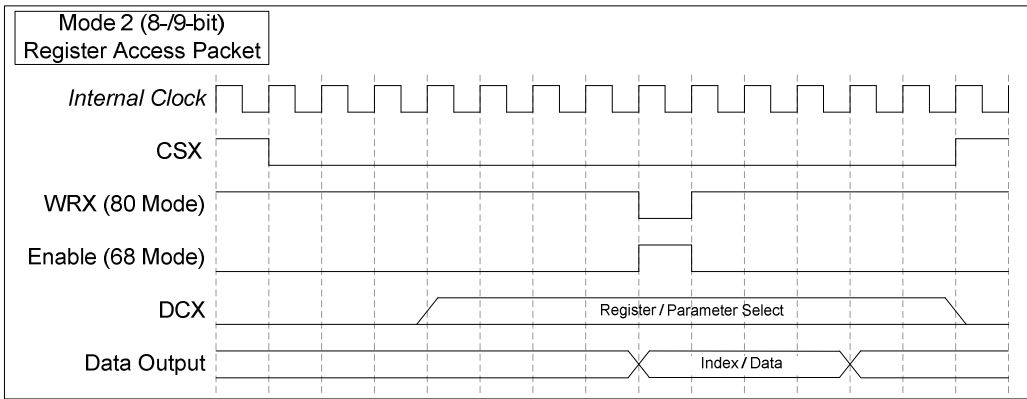 Mode 2 (8-/9-bit)
Register Access Packet
Internal Clock
CSX
WRX (80 Mode)
Enable (68 Mode)
DCX
Register / Parameter Select
Data Output
Index / Data